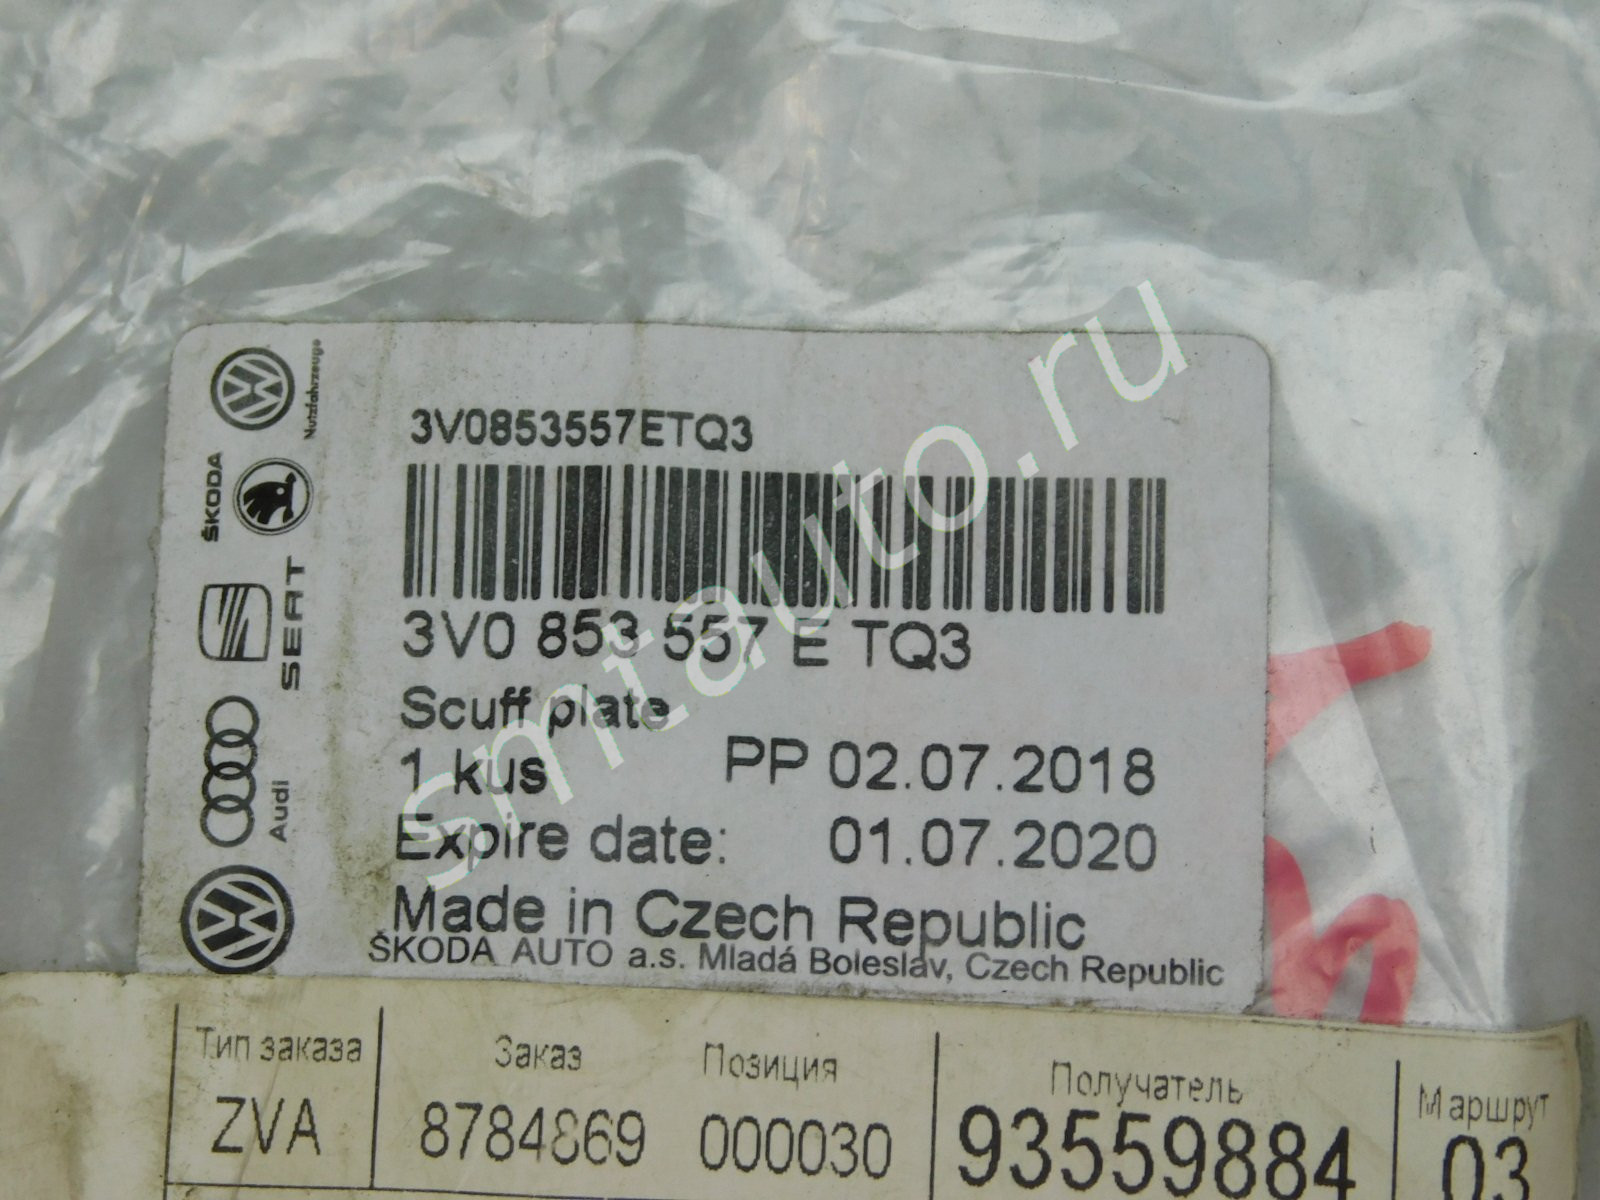 Nutzfahrzeuge
ŠKODA
SEAT
Audi
3V0853557ETQ3
3V0 853 557 E TQ3
Scuff plate
1 kus PP 02.07.2018
Expire date: 01.07.2020
Made in Czech Republic
ŠKODA AUTO a.s. Mladá Boleslav, Czech Republic
smtauto.ru
Тип заказа Заказ Позиция Получатель Маршрут
ZVA 8784869 000030 93559884 03